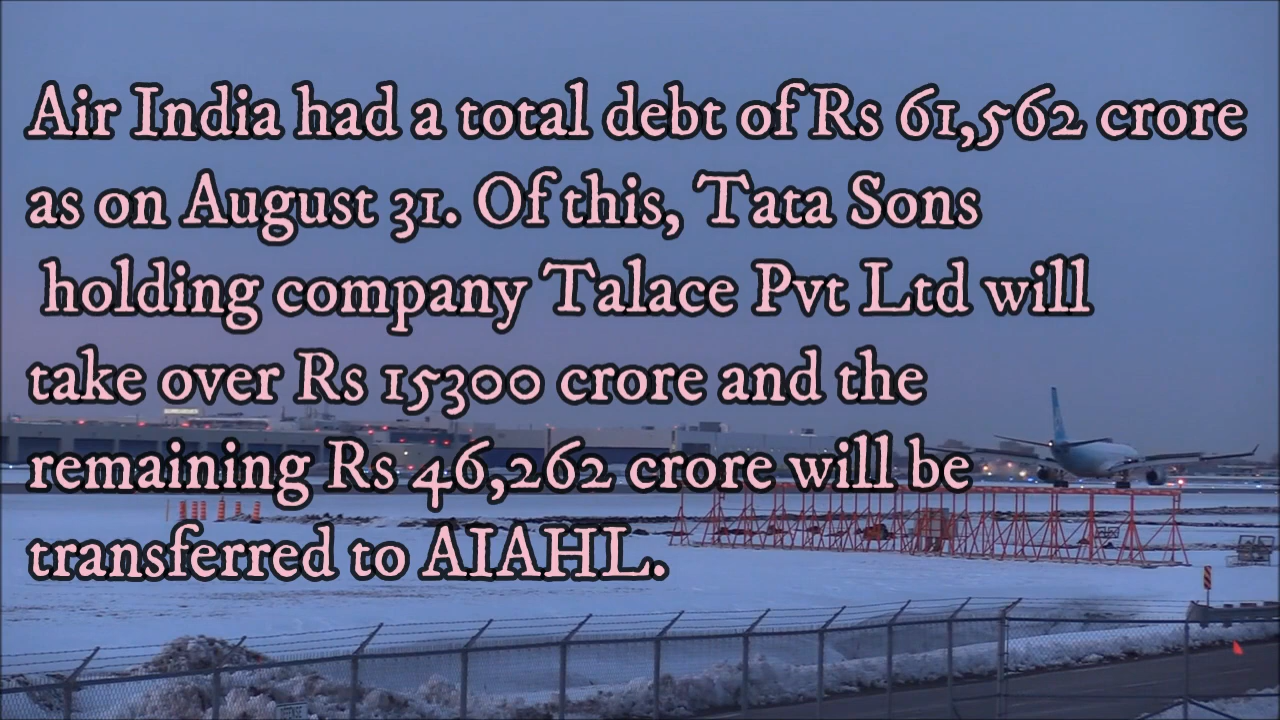 Air India had a total debt of Rs 61,562 crore
as on August 31. Of this, Tata Sons
holding company Talace Pvt Ltd will
take over Rs 15300 crore and the
remaining Rs 46,262 crore will be
transferred to AIAHL.